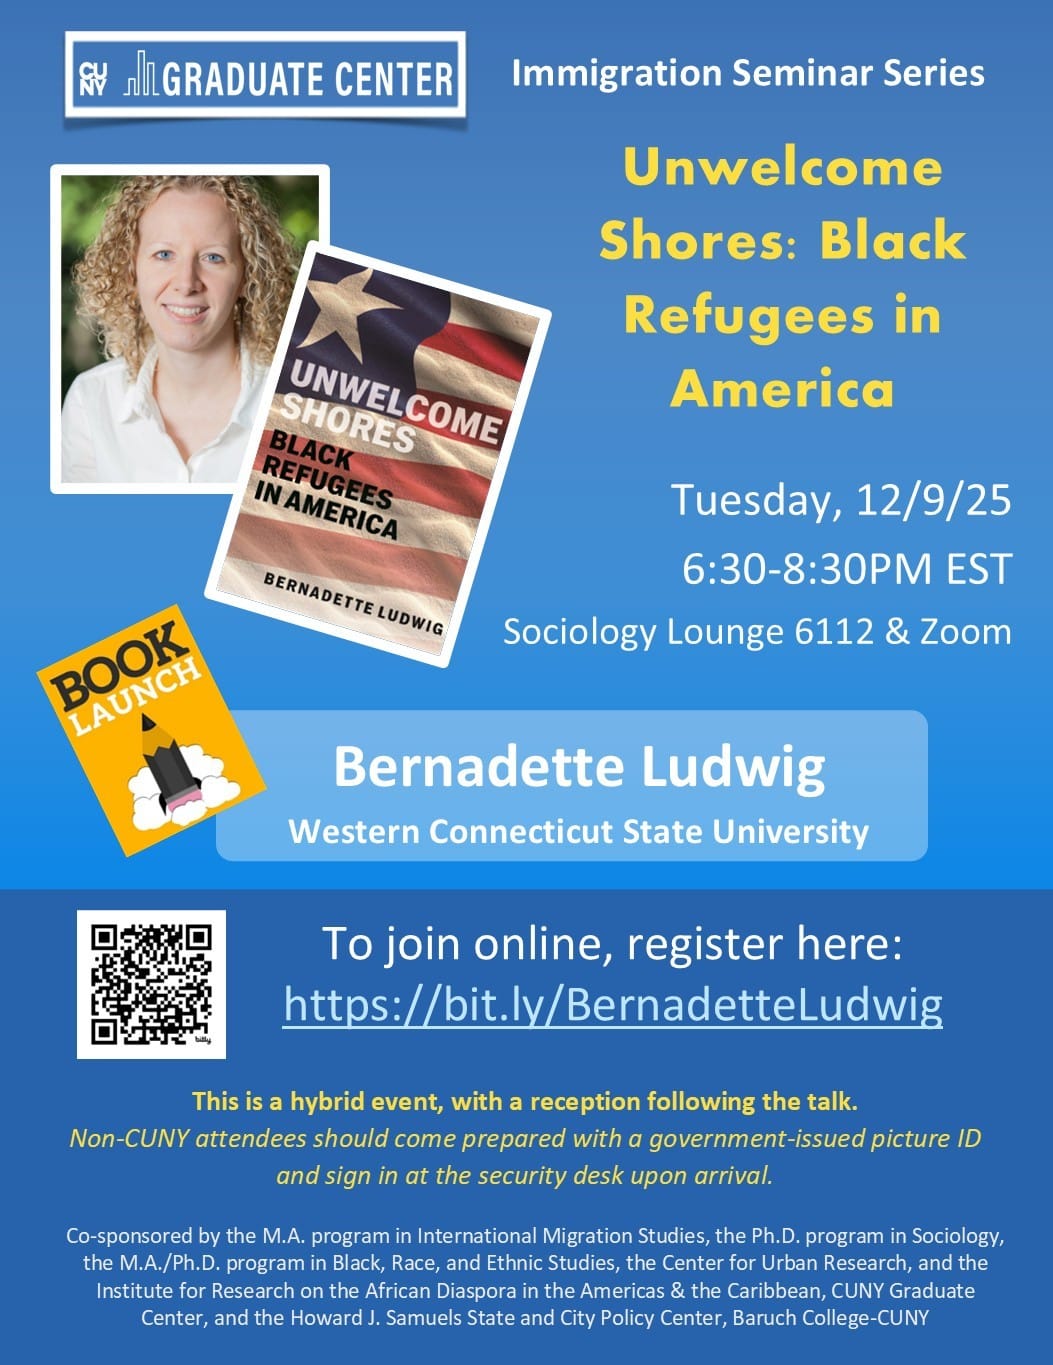 CUNY GRADUATE CENTER
Immigration Seminar Series
Unwelcome
Shores: Black
Refugees in
America
UNWELCOME
SHORES
BLACK
REFUGEES
IN AMERICA
BERNADETTE LUDWIG
Tuesday, 12/9/25
6:30-8:30PM EST
Sociology Lounge 6112 & Zoom
BOOK
LAUNCH
Bernadette Ludwig
Western Connecticut State University
bitly
To join online, register here:
https://bit.ly/BernadetteLudwig
This is a hybrid event, with a reception following the talk.
Non-CUNY attendees should come prepared with a government-issued picture ID
and sign in at the security desk upon arrival.
Co-sponsored by the M.A. program in International Migration Studies, the Ph.D. program in Sociology,
the M.A./Ph.D. program in Black, Race, and Ethnic Studies, the Center for Urban Research, and the
Institute for Research on the African Diaspora in the Americas & the Caribbean, CUNY Graduate
Center, and the Howard J. Samuels State and City Policy Center, Baruch College-CUNY